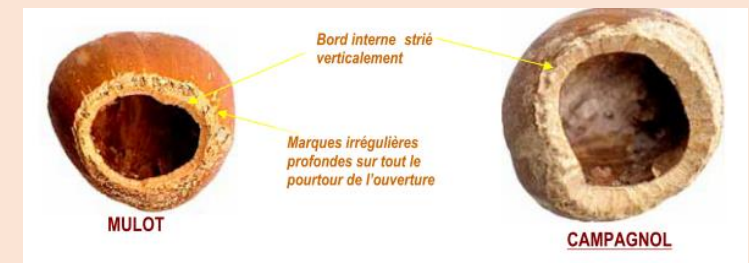 Bord interne strié
verticalement
Marques irrégulières
profondes sur tout le
pourtour de l'ouverture
MULOT
CAMPAGNOL